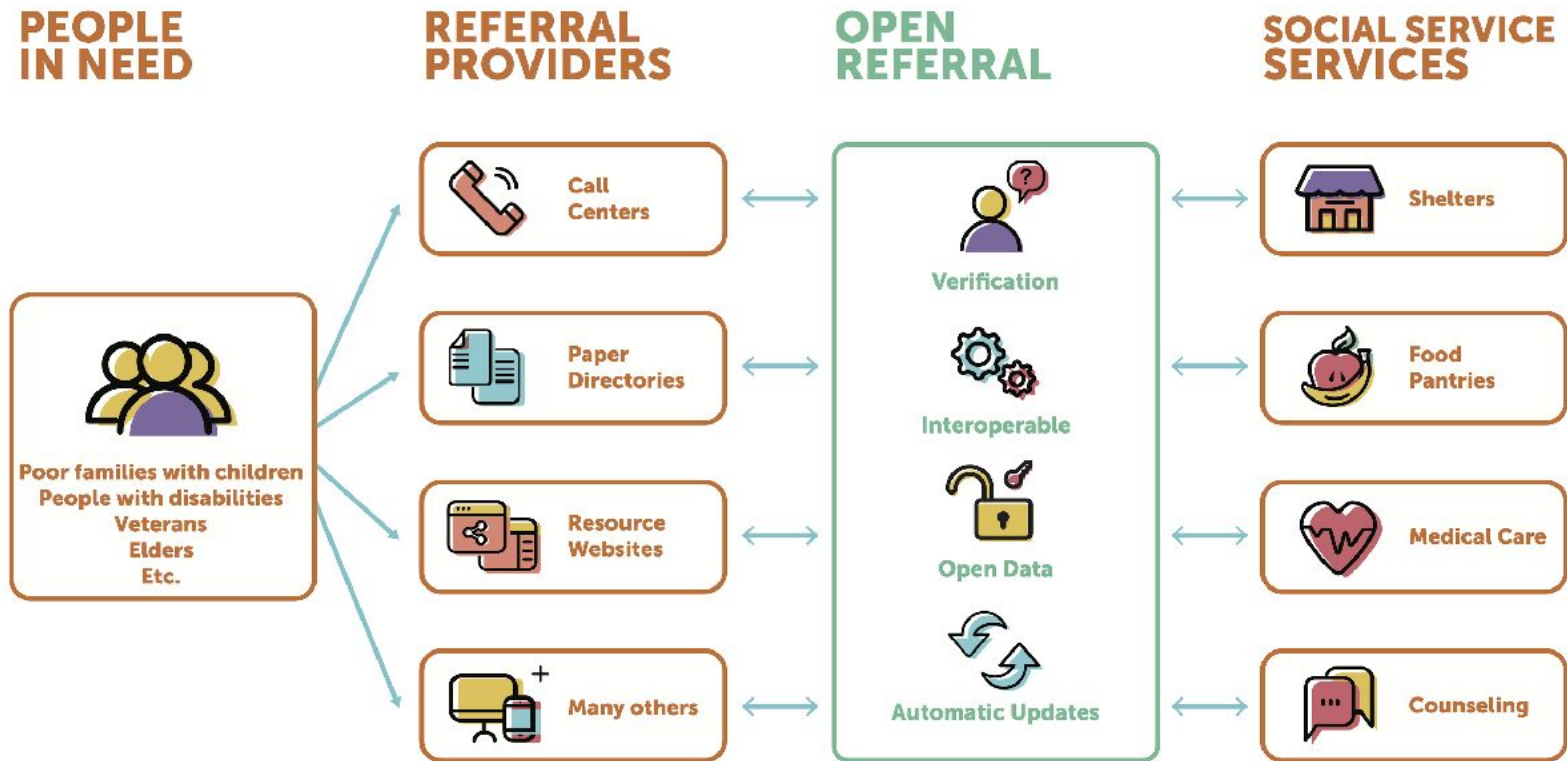 PEOPLE
IN NEED
REFERRAL
PROVIDERS
OPEN
REFERRAL
SOCIAL SERVICE
SERVICES
Poor families with children
People with disabilities
Veterans
Elders
Etc.
Call
Centers
Paper
Directories
Resource
Websites
Many others
?
Verification
Interoperable
Open Data
Automatic Updates
Shelters
Food
Pantries
Medical Care
Counseling